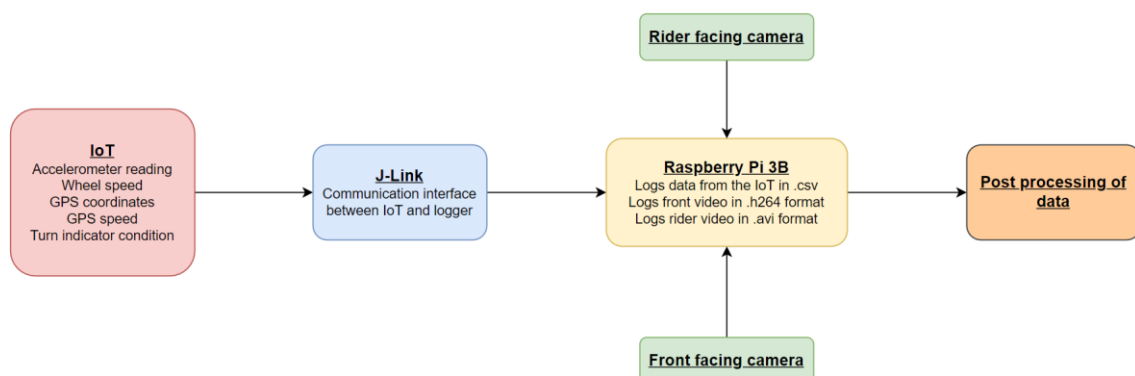 Rider facing camera
IoT
Accelerometer reading
Wheel speed
GPS coordinates
GPS speed
Turn indicator condition
J-Link
Communication interface
between IoT and logger
Raspberry Pi 3B
Logs data from the IoT in .csv
Logs front video in .h264 format
Logs rider video in .avi format
Post processing of
data
Front facing camera